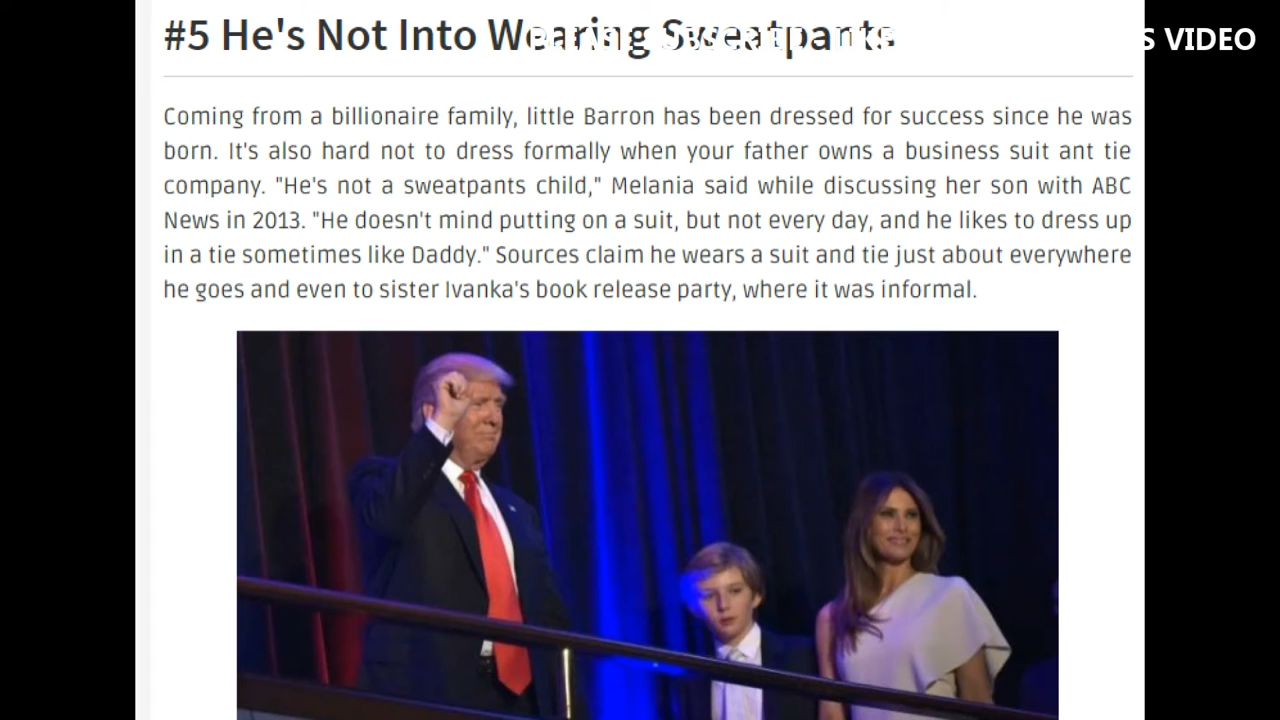 #5 He's Not Into Wearing Sweatpants
S VIDEO
Coming from a billionaire family, little Barron has been dressed for success since he was
born. It's also hard not to dress formally when your father owns a business suit ant tie
company. "He's not a sweatpants child," Melania said while discussing her son with ABC
News in 2013. "He doesn't mind putting on a suit, but not every day, and he likes to dress up
in a tie sometimes like Daddy." Sources claim he wears a suit and tie just about everywhere
he goes and even to sister Ivanka's book release party, where it was informal.